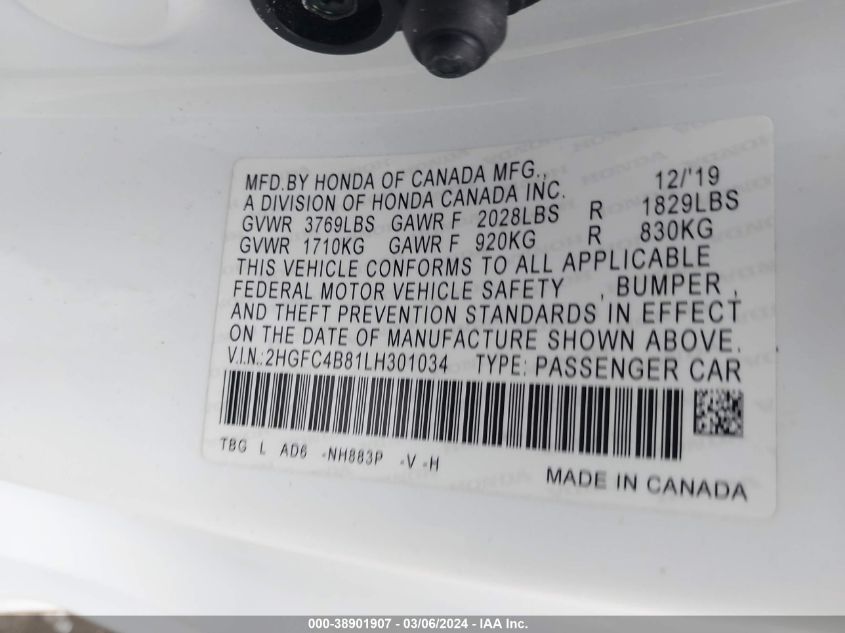 MFD.BY HONDA OF CANADA MFG., 12/'19
A DIVISION OF HONDA CANADA INC.
GVWR 3769LBS GAWR F 2028LBS R 1829LBS
GVWR 1710KG GAWR F 920KG R 830KG
THIS VEHICLE CONFORMS TO ALL APPLICABLE
FEDERAL MOTOR VEHICLE SAFETY , BUMPER ,
AND THEFT PREVENTION STANDARDS IN EFFECT
ON THE DATE OF MANUFACTURE SHOWN ABOVE.
V.I.N.:2HGFC4B81LH301034 TYPE: PASSENGER CAR
TBG L AD6 -NH883P -V -H
MADE IN CANADA
000-38901907 - 03/06/2024 - IAA Inc.